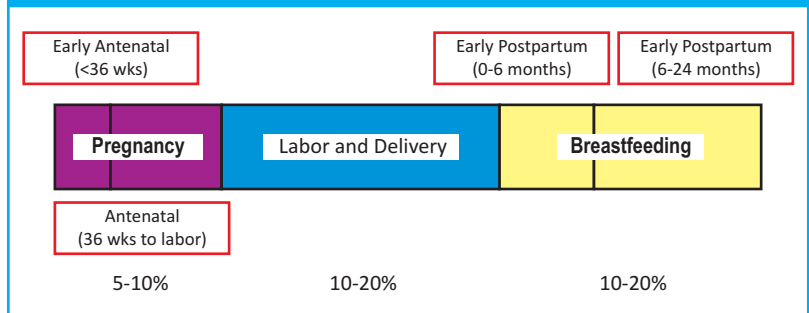 Early Antenatal
(<36 wks)
Early Postpartum
(0-6 months)
Early Postpartum
(6-24 months)
Pregnancy
Labor and Delivery
Breastfeeding
Antenatal
(36 wks to labor)
5-10%
10-20%
10-20%